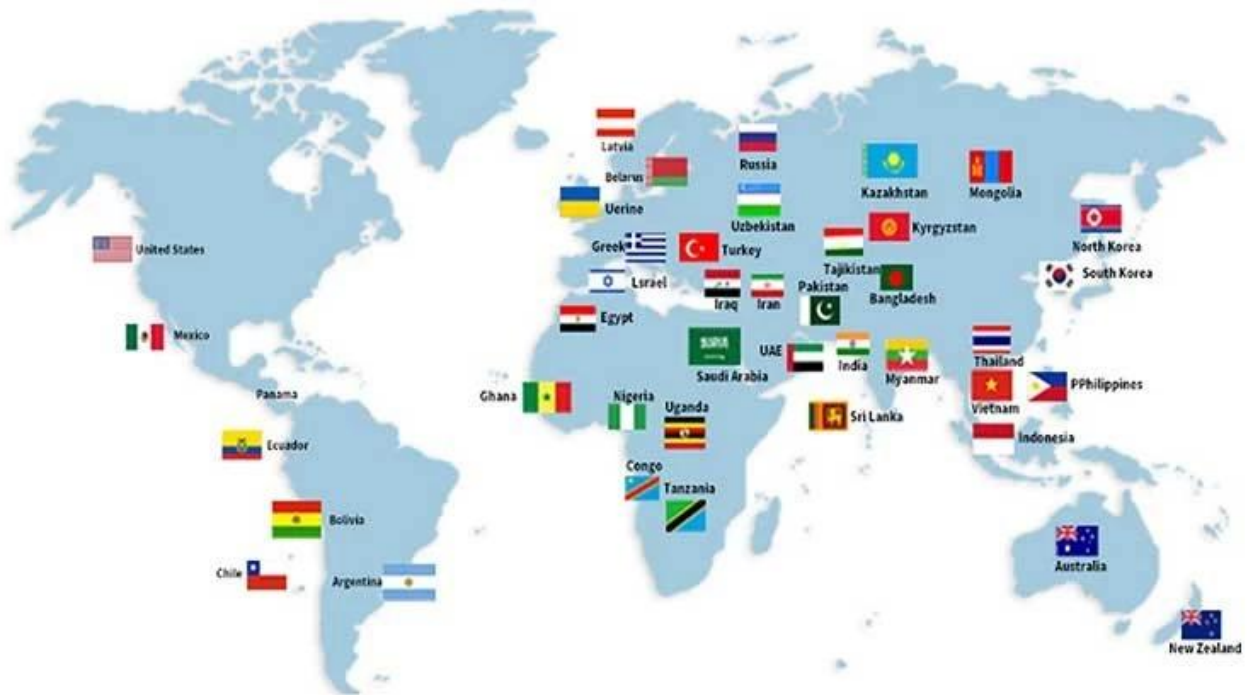 Latvia
Russia
Belarus
Kazakhstan
Mongolia
Uerine
Uzbekistan
Kyrgyzstan
North Korea
United States
Greek
Turkey
Tajikistan
South Korea
Lsrael
Iraq
Iran
Pakistan
Bangladesh
Egypt
Mexico
Saudi Arabia
UAE
India
Myanmar
Thailand
Panama
Ghana
Nigeria
Uganda
Sri Lanka
Vietnam
PPhilippines
Ecuador
Indonesia
Congo
Tanzania
Bolivia
Chile
Argentina
Australia
New Zealand